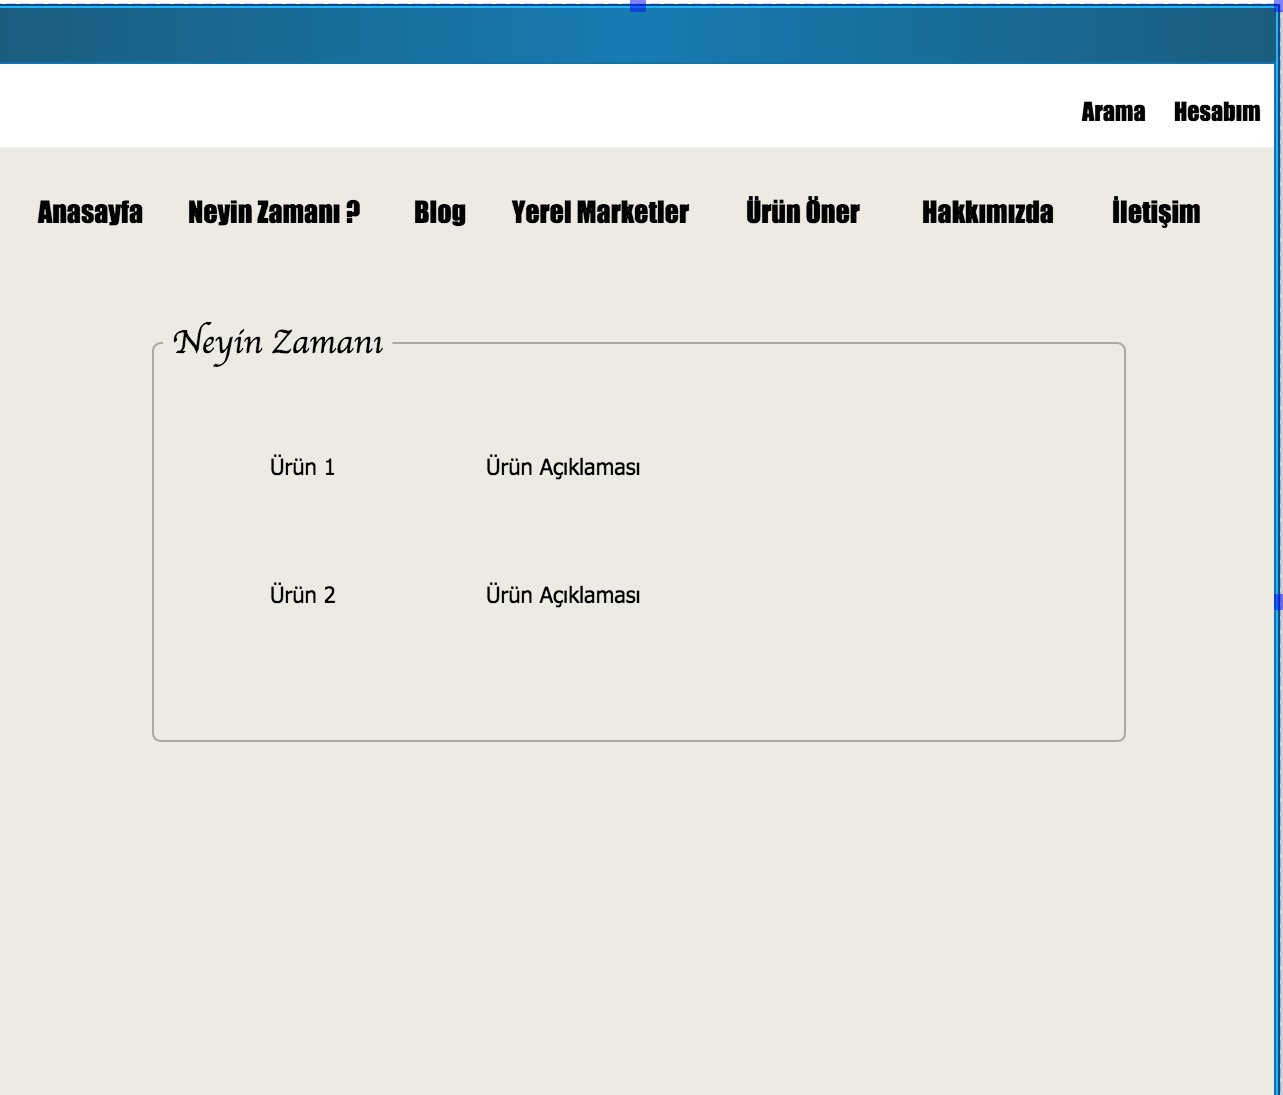 Arama Hesabım
Anasayfa Neyin Zamanı ? Blog Yerel Marketler Ürün Öner Hakkımızda İletişim
Neyin Zamanı
Ürün 1 Ürün Açıklaması
Ürün 2 Ürün Açıklaması